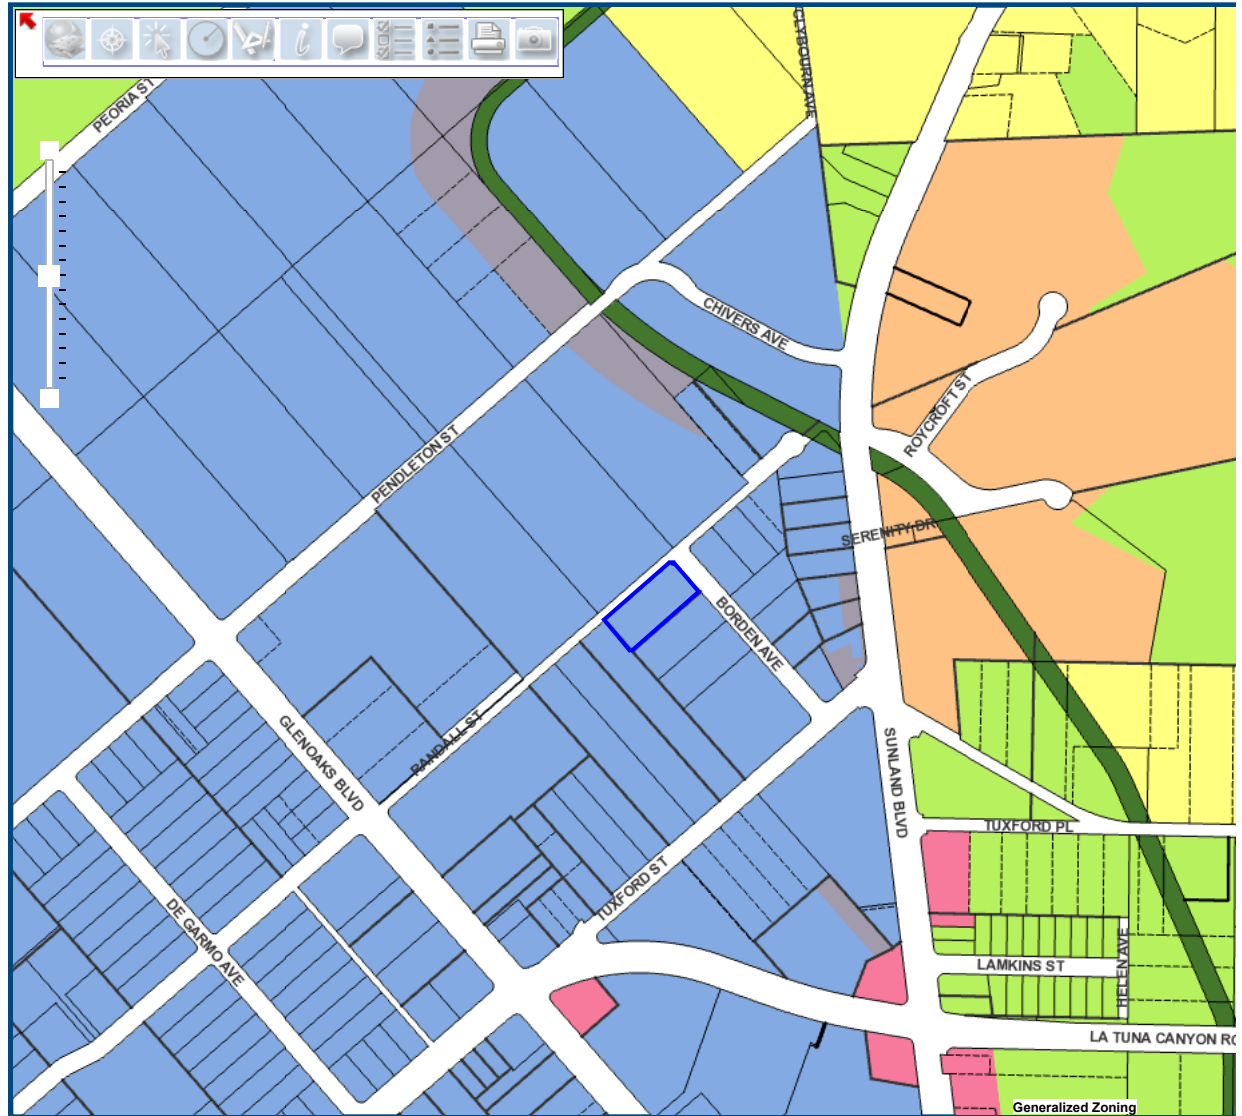 CLYBOURN AVE
PEORIA ST
CHIVERS AVE
ROYCROFT ST
PENDLETON ST
SERENITY DR
BORDEN AVE
RANDALL ST
GLENOAKS BLVD
SUNLAND BLVD
TUXFORD PL
TUXFORD ST
DE GARMO AVE
LAMKINS ST
HELEN AVE
LA TUNA CANYON RO
Generalized Zoning